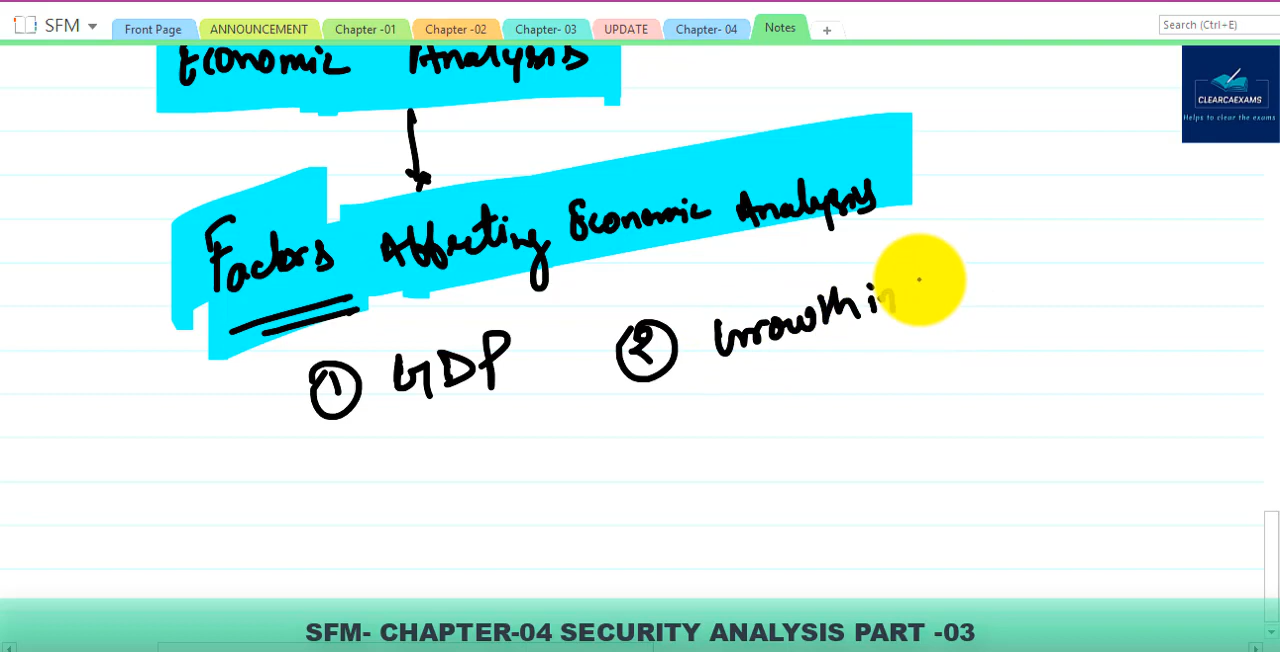 SFM
Front Page ANNOUNCEMENT Chapter -01 Chapter -02 Chapter- 03 UPDATE Chapter- 04 Notes +
Search (Ctrl+E)
CLEARCAEXAMS
Helps to clear the exams
Economic Analysis
Factors Affecting Economic Analysis
① GDP ② Growth in
SFM- CHAPTER-04 SECURITY ANALYSIS PART -03